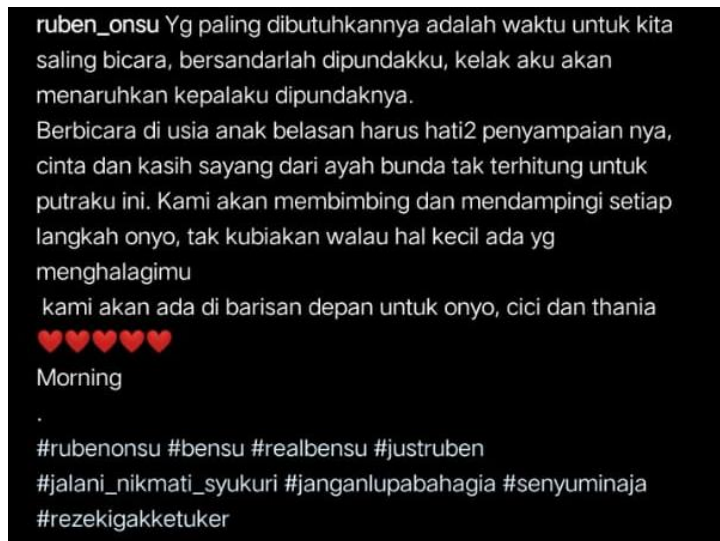 ruben_onsu Yg paling dibutuhkannya adalah waktu untuk kita
saling bicara, bersandarlah dipundakku, kelak aku akan
menaruhkan kepalaku dipundaknya.
Berbicara di usia anak belasan harus hati2 penyampaian nya,
cinta dan kasih sayang dari ayah bunda tak terhitung untuk
putraku ini. Kami akan membimbing dan mendampingi setiap
langkah onyo, tak kubiakan walau hal kecil ada yg
menghalagimu
kami akan ada di barisan depan untuk onyo, cici dan thania
❤️❤️❤️❤️❤️
Morning
.
#rubenonsu #bensu #realbensu #justruben
#jalani_nikmati_syukuri #janganlupabahagia #senyuminaja
#rezekigakketuker